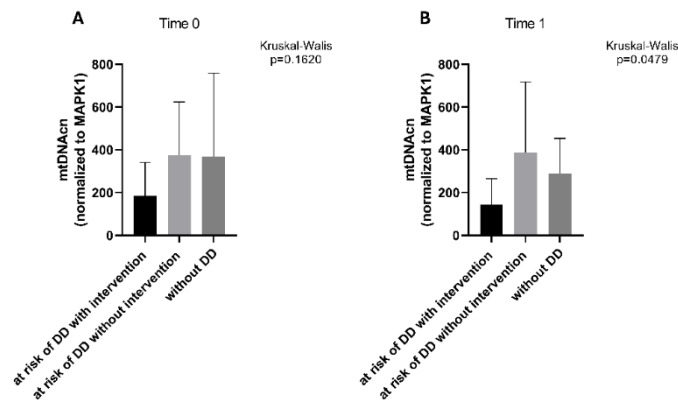 A
Time 0
Kruskal-Walis
p=0.1620
mtDNAcn
(normalized to MAPK1)
800
600
400
200
0
at risk of DD with intervention
at risk of DD without intervention
without DD
B
Time 1
Kruskal-Walis
p=0.0479
mtDNAcn
(normalized to MAPK1)
800
600
400
200
0
at risk of DD with intervention
at risk of DD without intervention
without DD